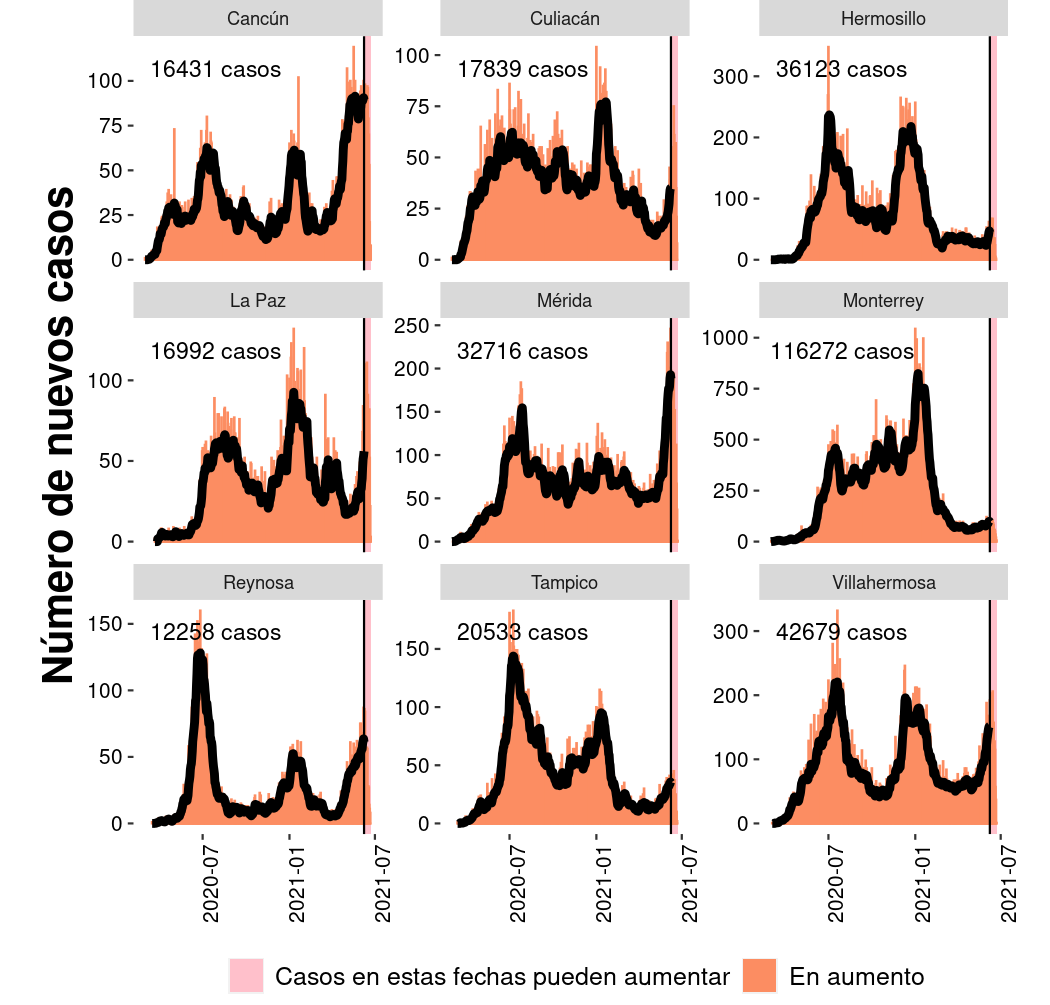 Número de nuevos casos
Cancún
16431 casos
100
75
50
25
0
Culiacán
17839 casos
100
75
50
25
0
Hermosillo
36123 casos
300
200
100
0
La Paz
16992 casos
100
50
0
Mérida
32716 casos
250
200
150
100
50
0
Monterrey
116272 casos
1000
750
500
250
0
Reynosa
12258 casos
150
100
50
0
Tampico
20533 casos
150
100
50
0
Villahermosa
42679 casos
300
200
100
0
2020-07
2021-01
2021-07
2020-07
2021-01
2021-07
2020-07
2021-01
2021-07
Casos en estas fechas pueden aumentar
En aumento